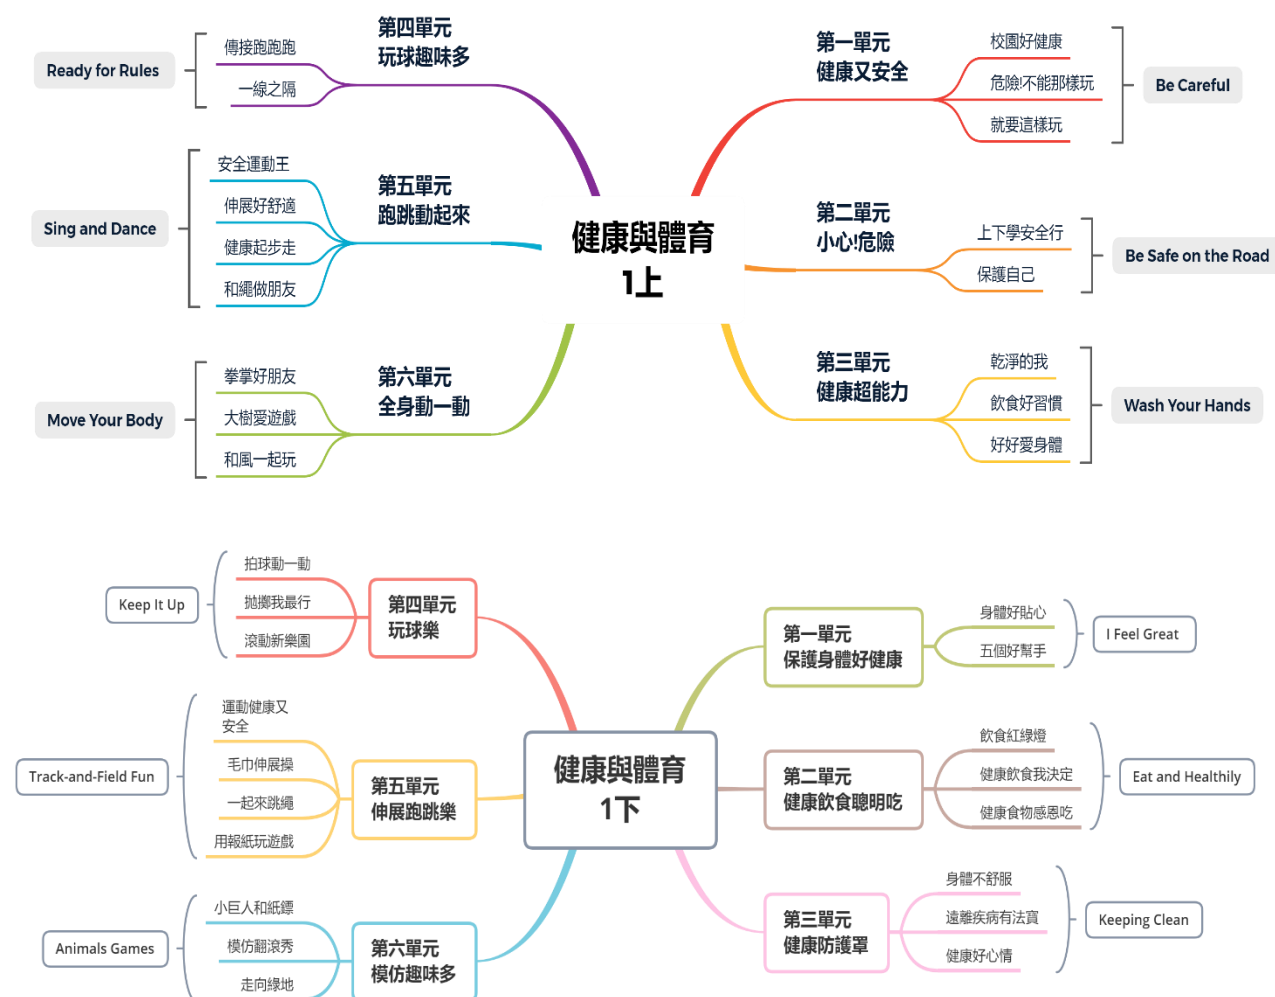 第四單元
玩球趣味多
傳接跑跑跑
一線之隔
Ready for Rules
第五單元
跑跳動起來
安全運動王
伸展好舒適
健康起步走
和繩做朋友
Sing and Dance
第六單元
全身動一動
拳掌好朋友
大樹愛遊戲
和風一起玩
Move Your Body
健康與體育
1上
第一單元
健康又安全
校園好健康
危險!不能那樣玩
就要這樣玩
Be Careful
第二單元
小心!危險
上下學安全行
保護自己
Be Safe on the Road
第三單元
健康超能力
乾淨的我
飲食好習慣
好好愛身體
Wash Your Hands
第四單元
玩球樂
拍球動一動
拋擲我最行
滾動新樂園
Keep It Up
第五單元
伸展跑跳樂
運動健康又
安全
毛巾伸展操
一起來跳繩
用報紙玩遊戲
Track-and-Field Fun
第六單元
模仿趣味多
小巨人和紙鏢
模仿翻滾秀
走向綠地
Animals Games
健康與體育
1下
第一單元
保護身體好健康
身體好貼心
五個好幫手
I Feel Great
第二單元
健康飲食聰明吃
飲食紅綠燈
健康飲食我決定
健康食物感恩吃
Eat and Healthily
第三單元
健康防護罩
身體不舒服
遠離疾病有法寶
健康好心情
Keeping Clean